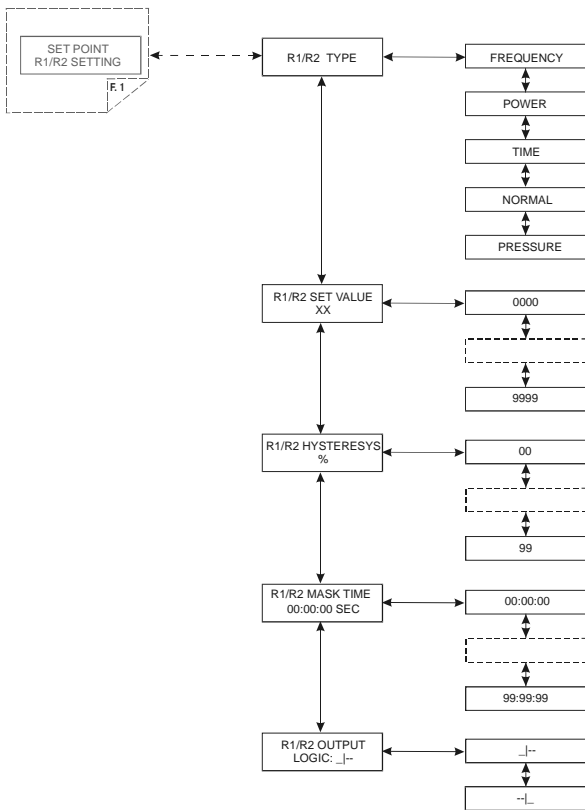 SET POINT
R1/R2 SETTING
F. 1
R1/R2 TYPE
FREQUENCY
POWER
TIME
NORMAL
PRESSURE
R1/R2 SET VALUE
XX
0000
9999
R1/R2 HYSTERESYS
%
00
99
R1/R2 MASK TIME
00:00:00 SEC
00:00:00
99:99:99
R1/R2 OUTPUT
LOGIC: _|--
_|--
--|_